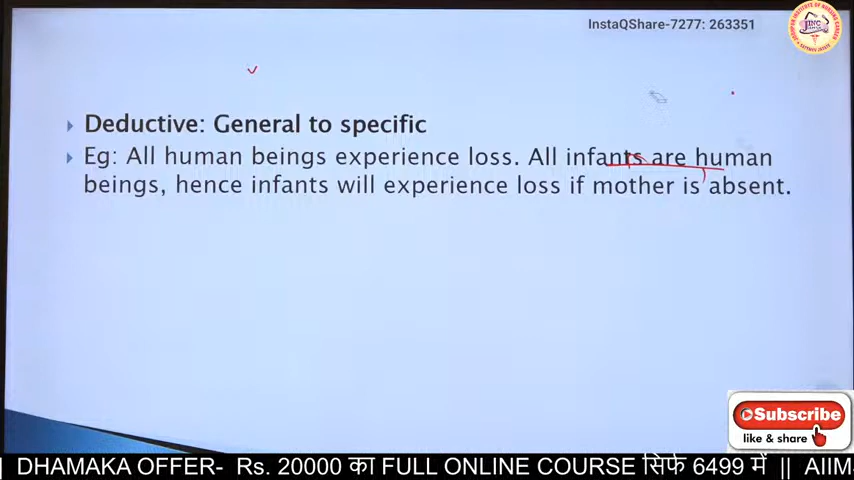 InstaQShare-7277: 263351
JINC
Deductive: General to specific
Eg: All human beings experience loss. All infants are human
beings, hence infants will experience loss if mother is absent.
Subscribe
like & share
DHAMAKA OFFER- Rs. 20000 का FULL ONLINE COURSE सिर्फ 6499 में || AIIM